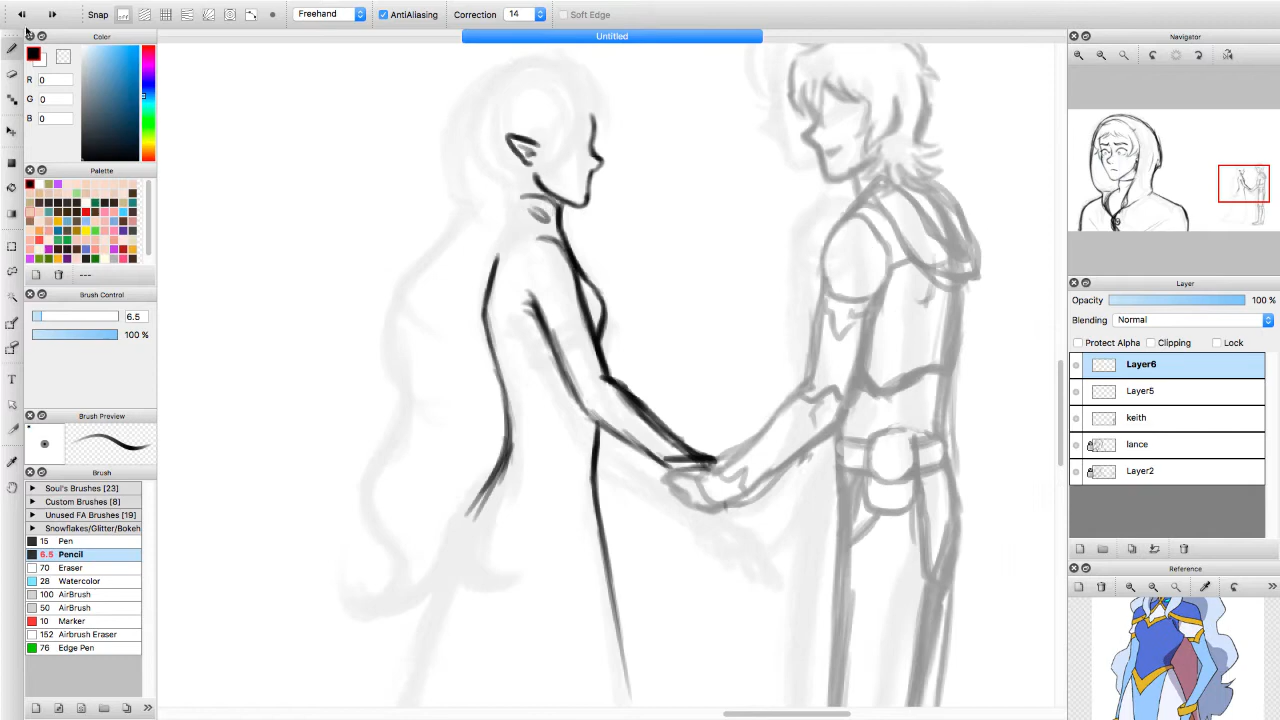 Snap
Freehand
AntiAliasing
Correction
14
Soft Edge
Color
Untitled
Navigator
R 0
G 0
B 0
Palette
---
Brush Control
6.5
100 %
Brush Preview
Brush
Soul's Brushes [23]
Custom Brushes [8]
Unused FA Brushes [19]
Snowflakes/Glitter/Bokeh
15 Pen
6.5 Pencil
70 Eraser
28 Watercolor
100 AirBrush
50 AirBrush
10 Marker
152 Airbrush Eraser
76 Edge Pen
Layer
Opacity 100 %
Blending Normal
Protect Alpha Clipping Lock
Layer6
Layer5
keith
lance
Layer2
Reference